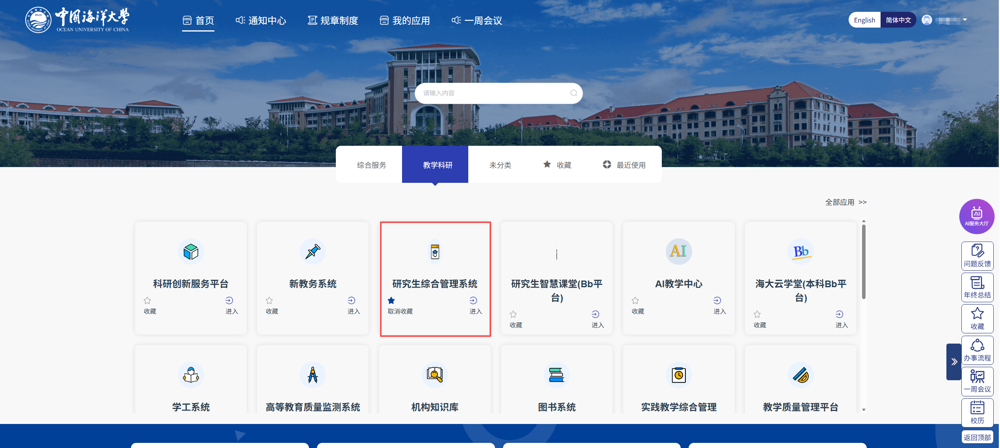 中国海洋大学
OCEAN UNIVERSITY OF CHINA
首页
通知中心
规章制度
我的应用
一周会议
English
简体中文
请输入内容
综合服务
教学科研
未分类
收藏
最近使用
全部应用 >>
科研创新服务平台
收藏
进入
新教务系统
收藏
进入
研究生综合管理系统
取消收藏
进入
研究生智慧课堂(Bb平
台)
收藏
进入
AI
AI教学中心
收藏
进入
Bb
海大云学堂(本科Bb平
台)
收藏
进入
学工系统
高等教育质量监测系统
机构知识库
图书系统
实践教学综合管理
教学质量管理平台
AI
AI服务大厅
问题反馈
年终总结
收藏
办事流程
一周会议
校历
返回顶部